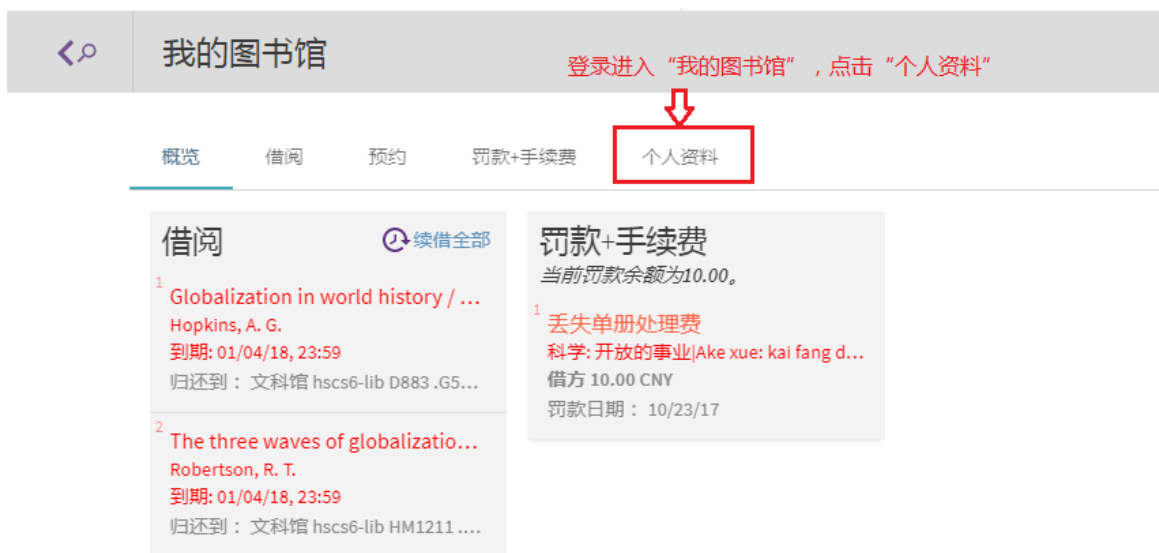 我的图书馆
登录进入“我的图书馆”，点击“个人资料”
概览 借阅 预约 罚款+手续费 个人资料
借阅 续借全部
1
Globalization in world history / ...
Hopkins, A. G.
到期: 01/04/18, 23:59
归还到： 文科馆 hscs6-lib D883 .G5...
2
The three waves of globalizatio...
Robertson, R. T.
到期: 01/04/18, 23:59
归还到： 文科馆 hscs6-lib HM1211 ....
罚款+手续费
当前罚款余额为10.00。
1
丢失单册处理费
科学: 开放的事业|Ake xue: kai fang d...
借方 10.00 CNY
罚款日期： 10/23/17